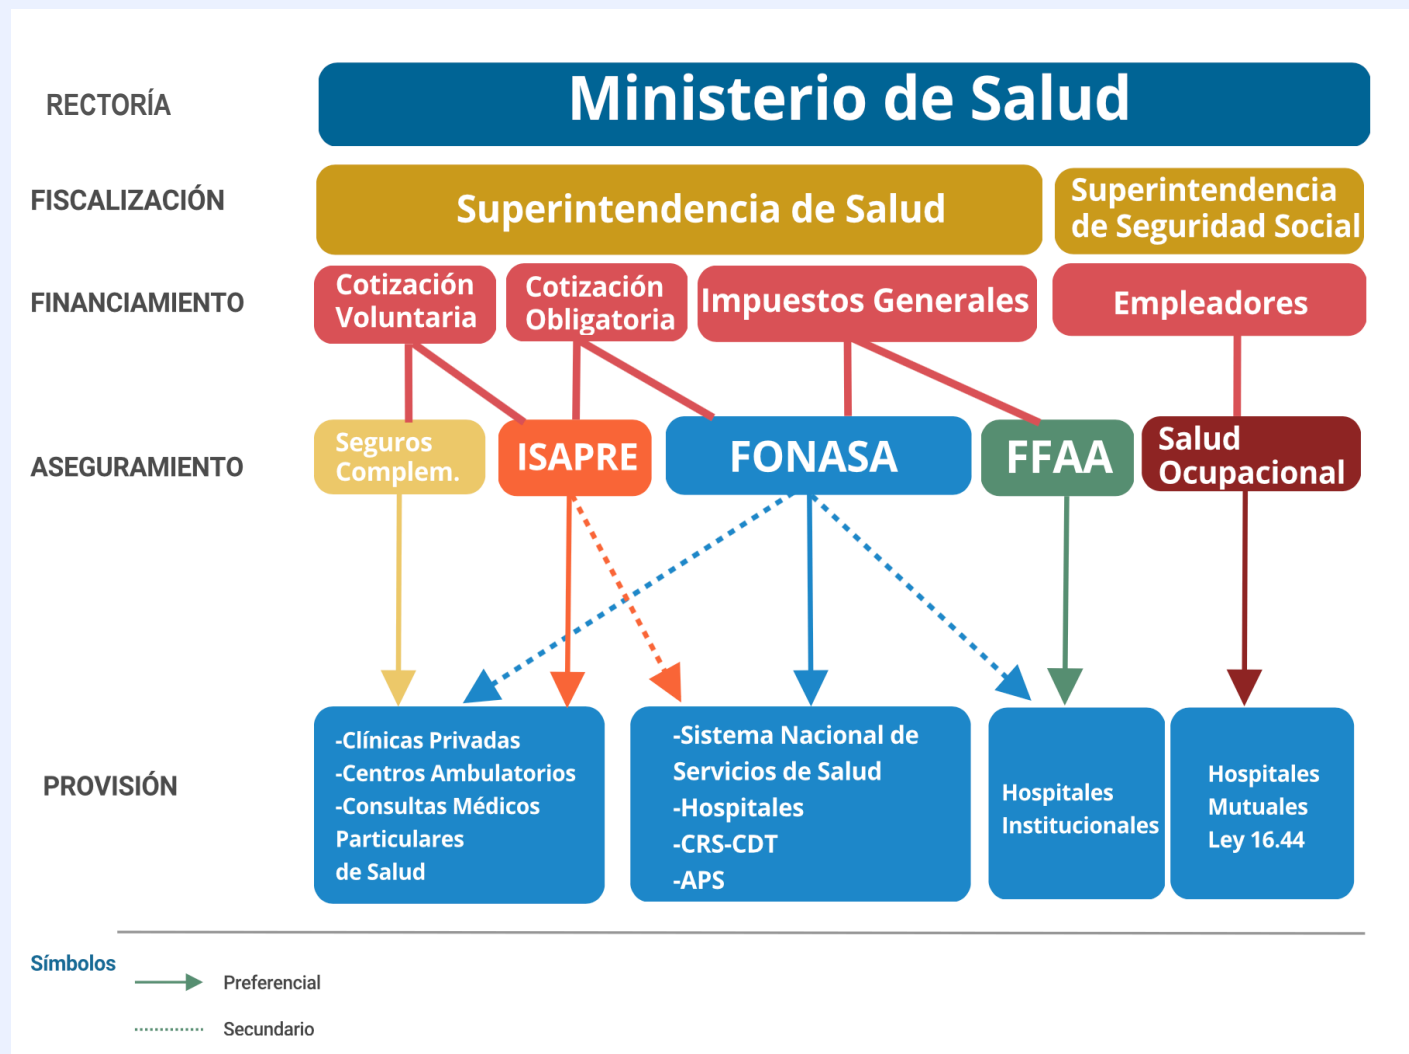 RECTORÍA
Ministerio de Salud
FISCALIZACIÓN
Superintendencia de Salud
Superintendencia
de Seguridad Social
FINANCIAMIENTO
Cotización
Voluntaria
Cotización
Obligatoria
Impuestos Generales
Empleadores
ASEGURAMIENTO
Seguros
Complem.
ISAPRE
FONASA
FFAA
Salud
Ocupacional
PROVISIÓN
-Clínicas Privadas
-Centros Ambulatorios
-Consultas Médicos
Particulares
de Salud
-Sistema Nacional de
Servicios de Salud
-Hospitales
-CRS-CDT
-APS
Hospitales
Institucionales
Hospitales
Mutuales
Ley 16.44
Símbolos
Preferencial
Secundario